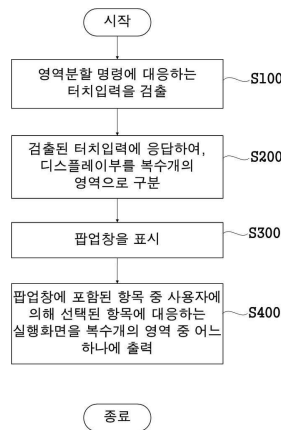 시작
영역분할 명령에 대응하는
터치입력을 검출
S100
검출된 터치입력에 응답하여,
디스플레이부를 복수개의
영역으로 구분
S200
팝업창을 표시
S300
팝업창에 포함된 항목 중 사용자에
의해 선택된 항목에 대응하는
실행화면을 복수개의 영역 중 어느
하나에 출력
S400
종료